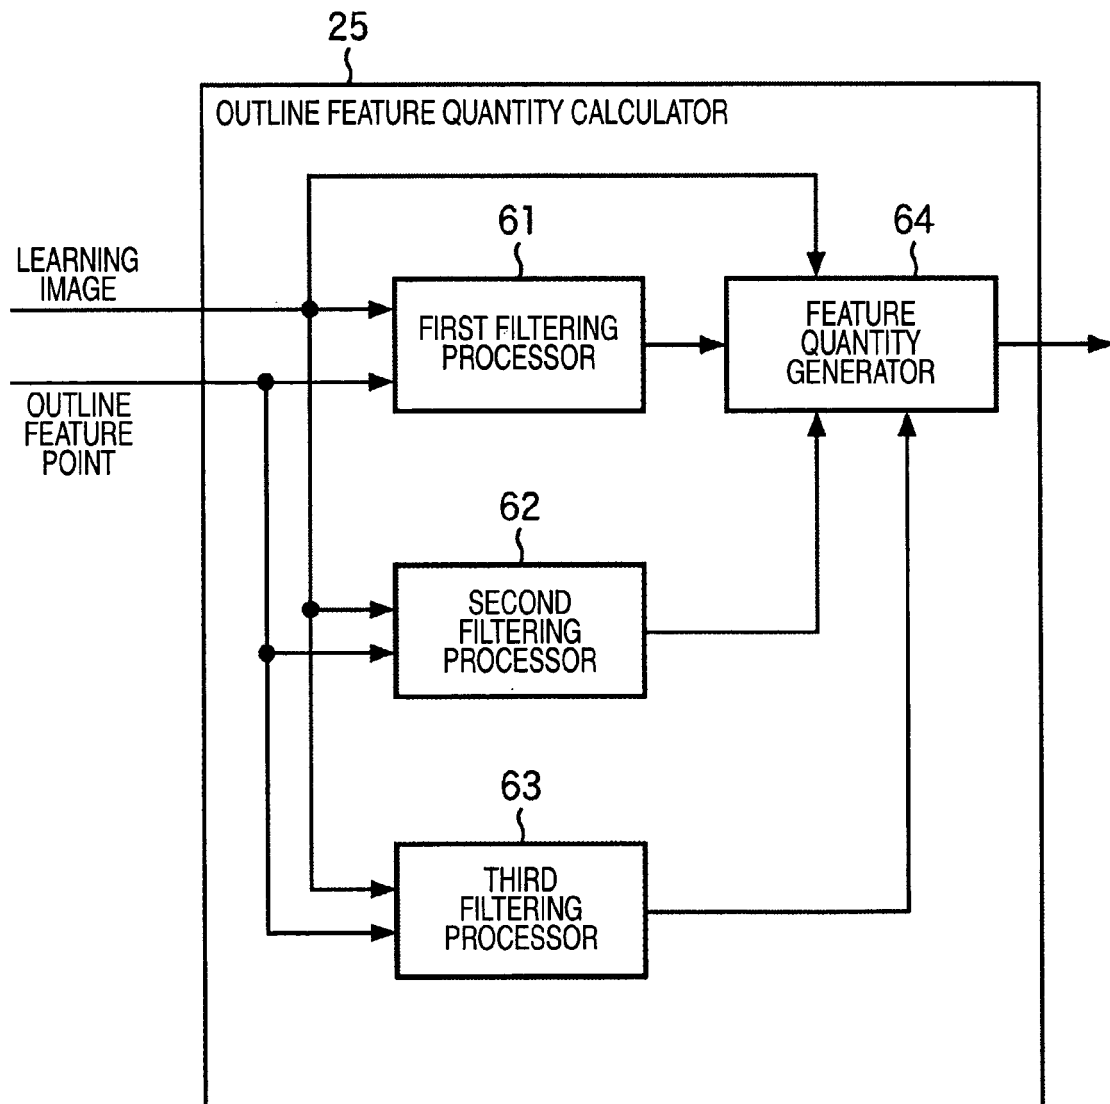 25
OUTLINE FEATURE QUANTITY CALCULATOR
61
64
LEARNING
IMAGE
FIRST FILTERING
PROCESSOR
FEATURE
QUANTITY
GENERATOR
OUTLINE
FEATURE
POINT
62
SECOND
FILTERING
PROCESSOR
63
THIRD
FILTERING
PROCESSOR